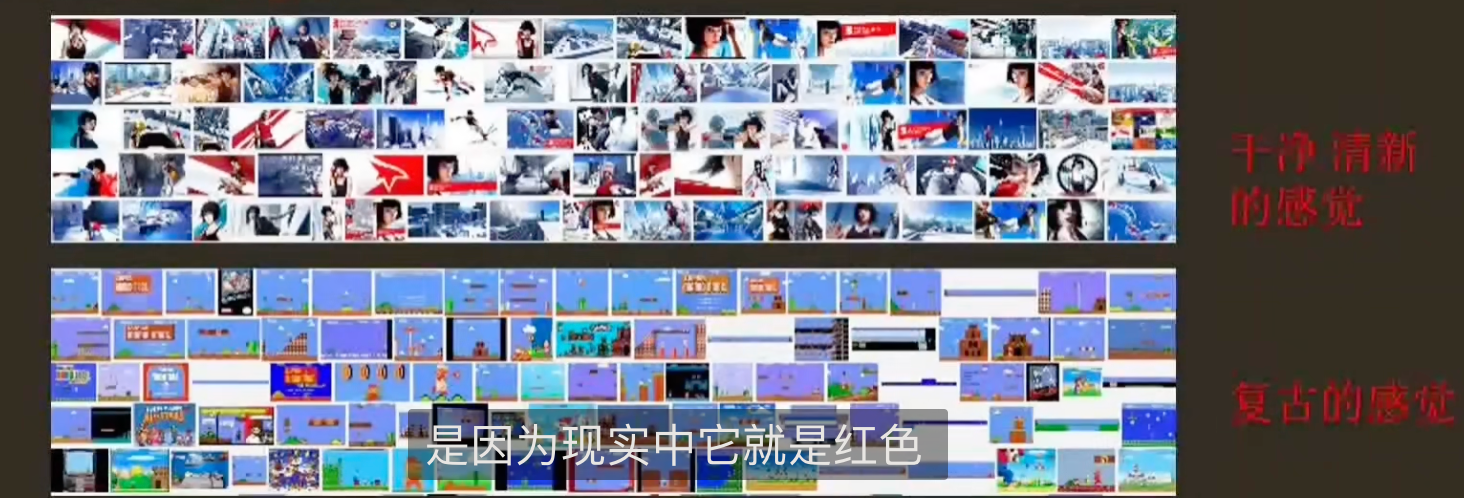 干净 清新
的感觉
复古的感觉
是因为现实中它就是红色